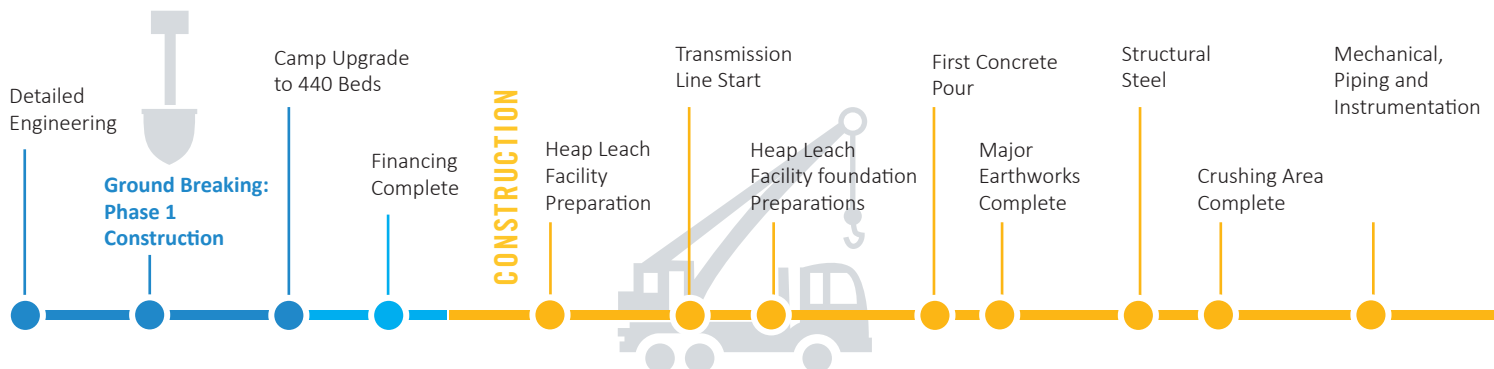 Detailed
Engineering
Ground Breaking:
Phase 1
Construction
Camp Upgrade
to 440 Beds
Financing
Complete
CONSTRUCTION
Heap Leach
Facility
Preparation
Transmission
Line Start
Heap Leach
Facility foundation
Preparations
First Concrete
Pour
Major
Earthworks
Complete
Structural
Steel
Crushing Area
Complete
Mechanical,
Piping and
Instrumentation